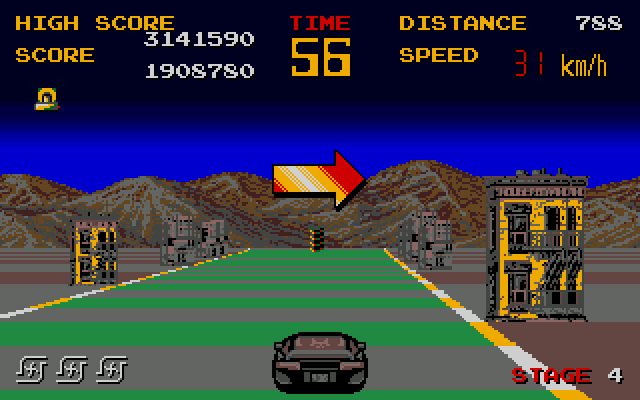 HIGH SCORE
3141590
SCORE
1908780
TIME
56
DISTANCE 788
SPEED 31 km/h
STAGE 4